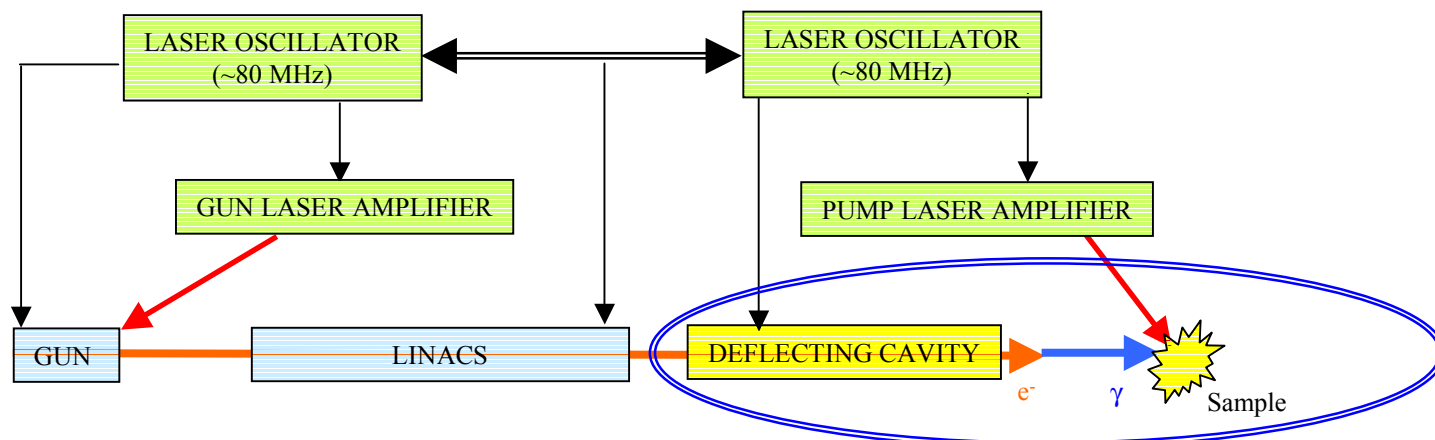 LASER OSCILLATOR
(~80 MHz)
LASER OSCILLATOR
(~80 MHz)
GUN LASER AMPLIFIER
PUMP LASER AMPLIFIER
GUN
LINACS
DEFLECTING CAVITY
e-
γ
Sample